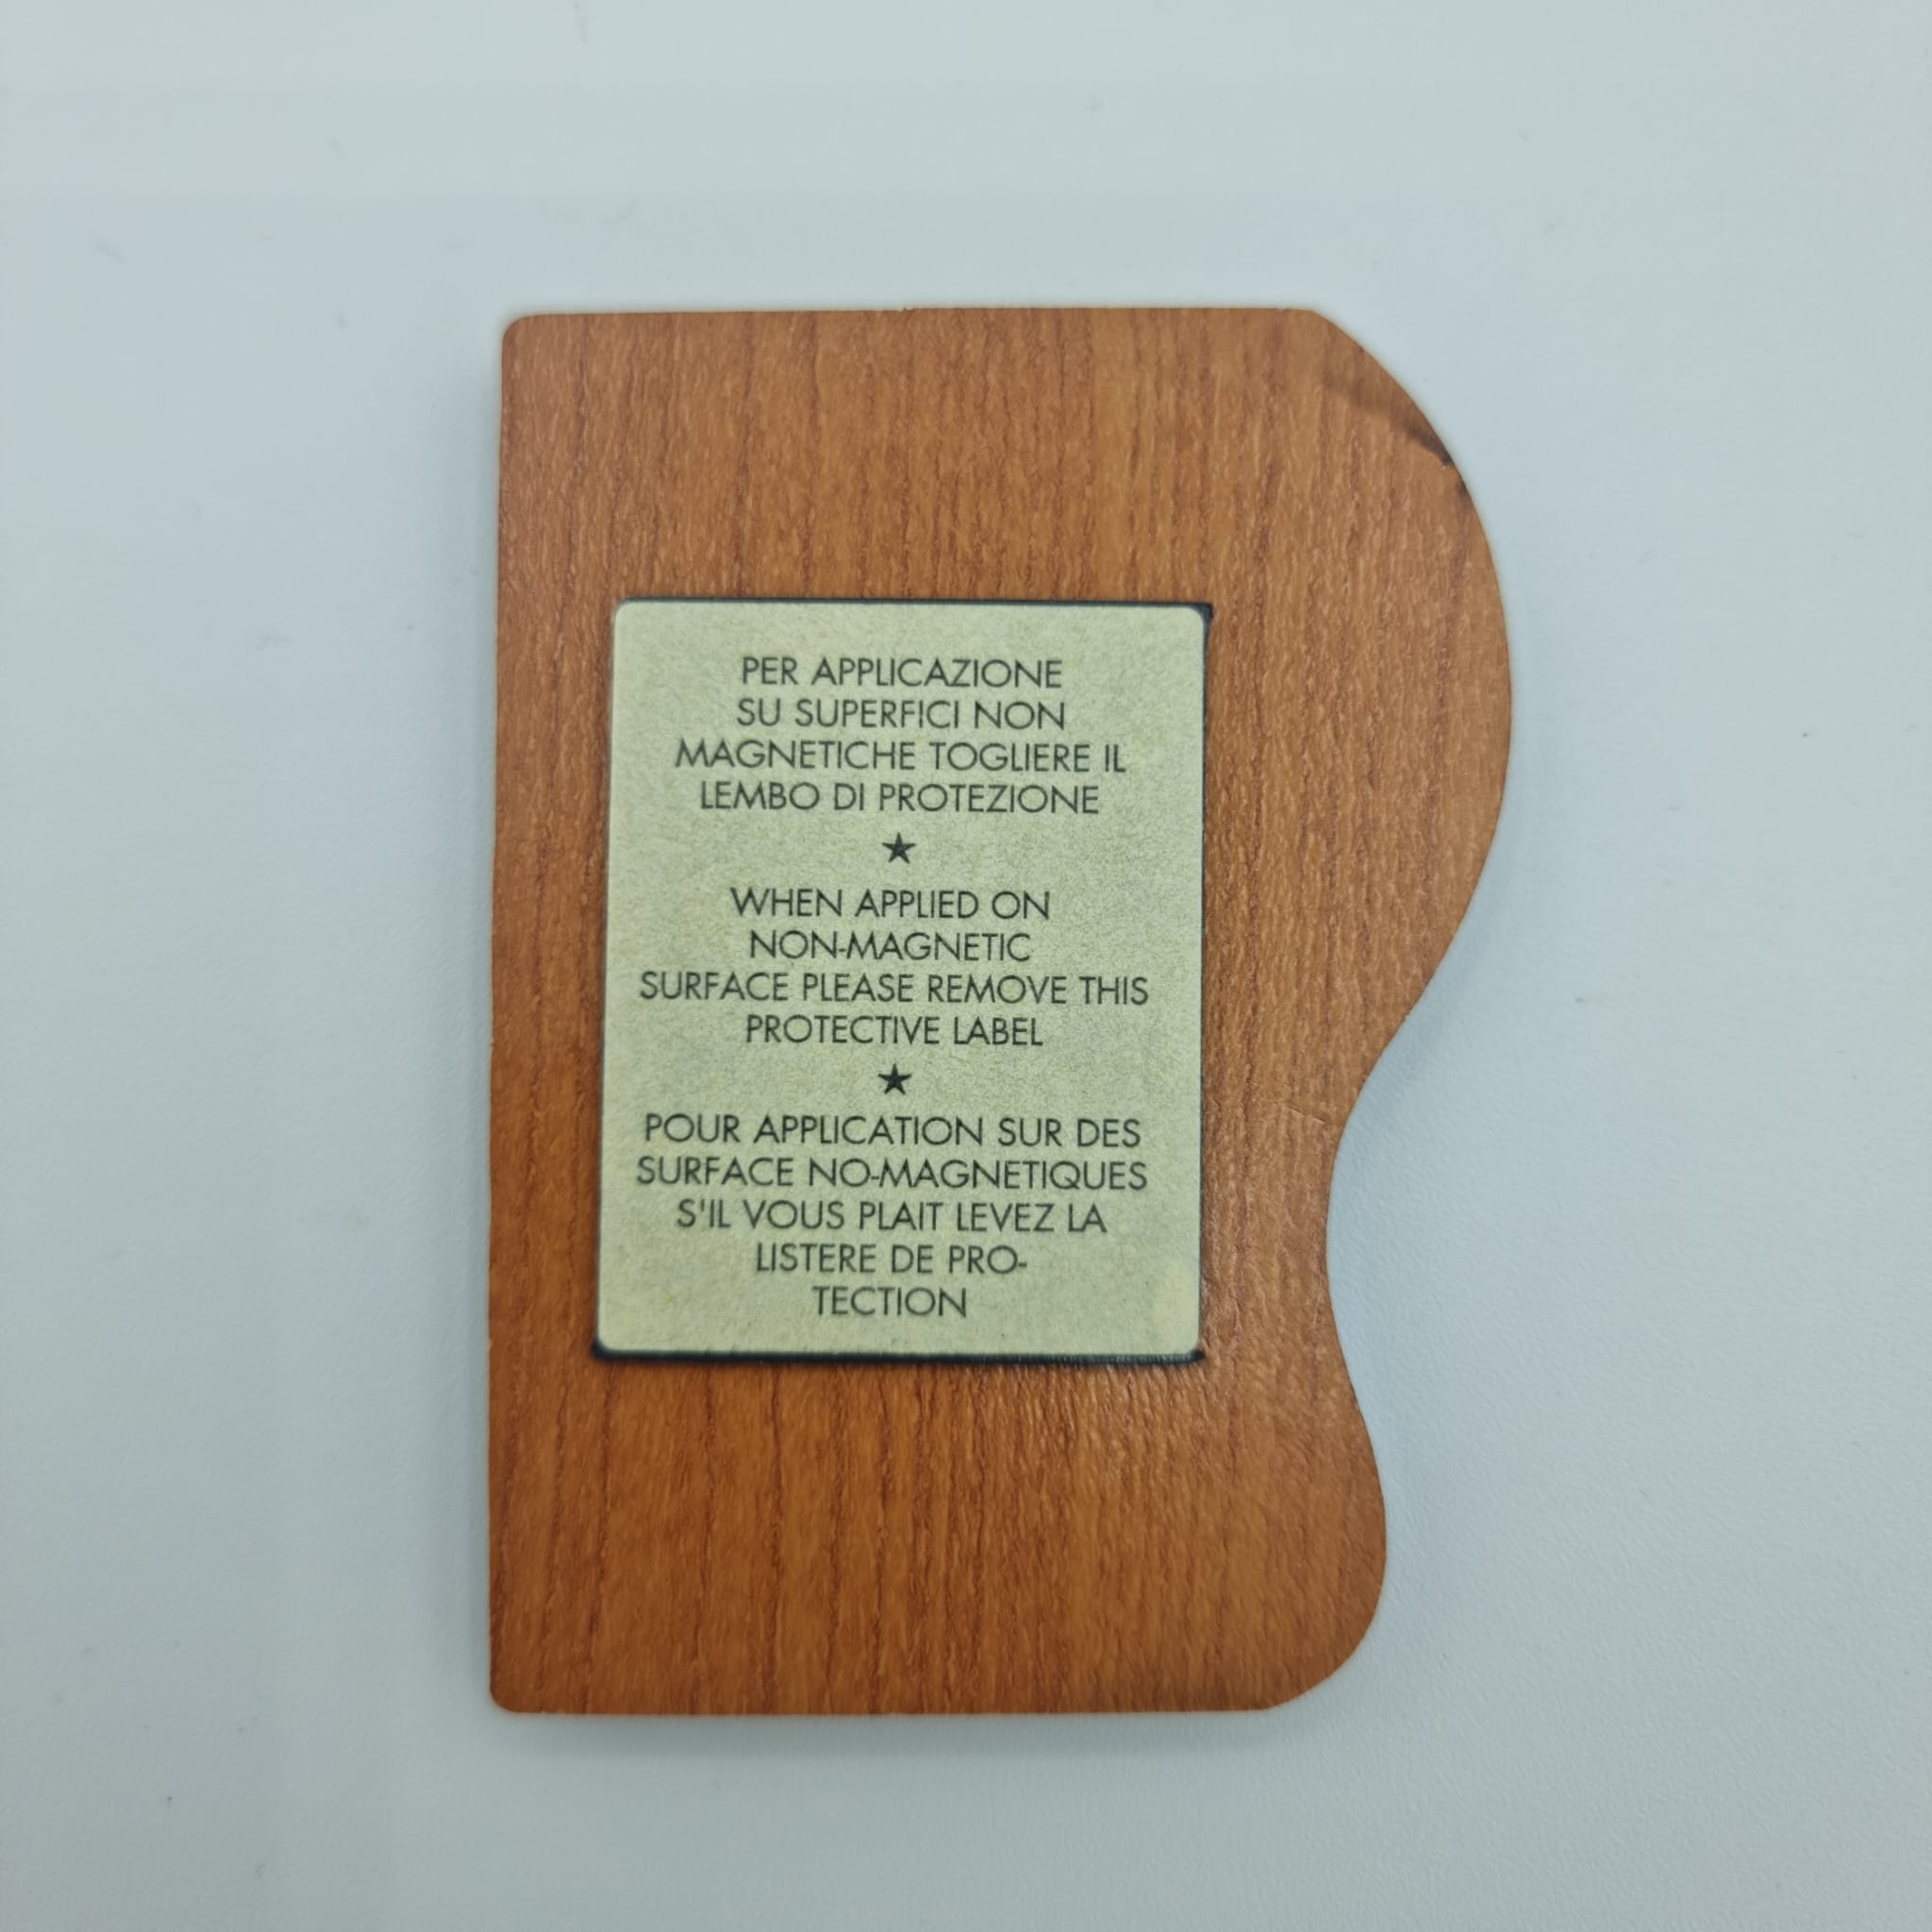 PER APPLICAZIONE
SU SUPERFICI NON
MAGNETICHE TOGLIERE IL
LEMBO DI PROTEZIONE
★
WHEN APPLIED ON
NON-MAGNETIC
SURFACE PLEASE REMOVE THIS
PROTECTIVE LABEL
★
POUR APPLICATION SUR DES
SURFACE NO-MAGNETIQUES
S'IL VOUS PLAIT LEVEZ LA
LISTERE DE PRO-
TECTION